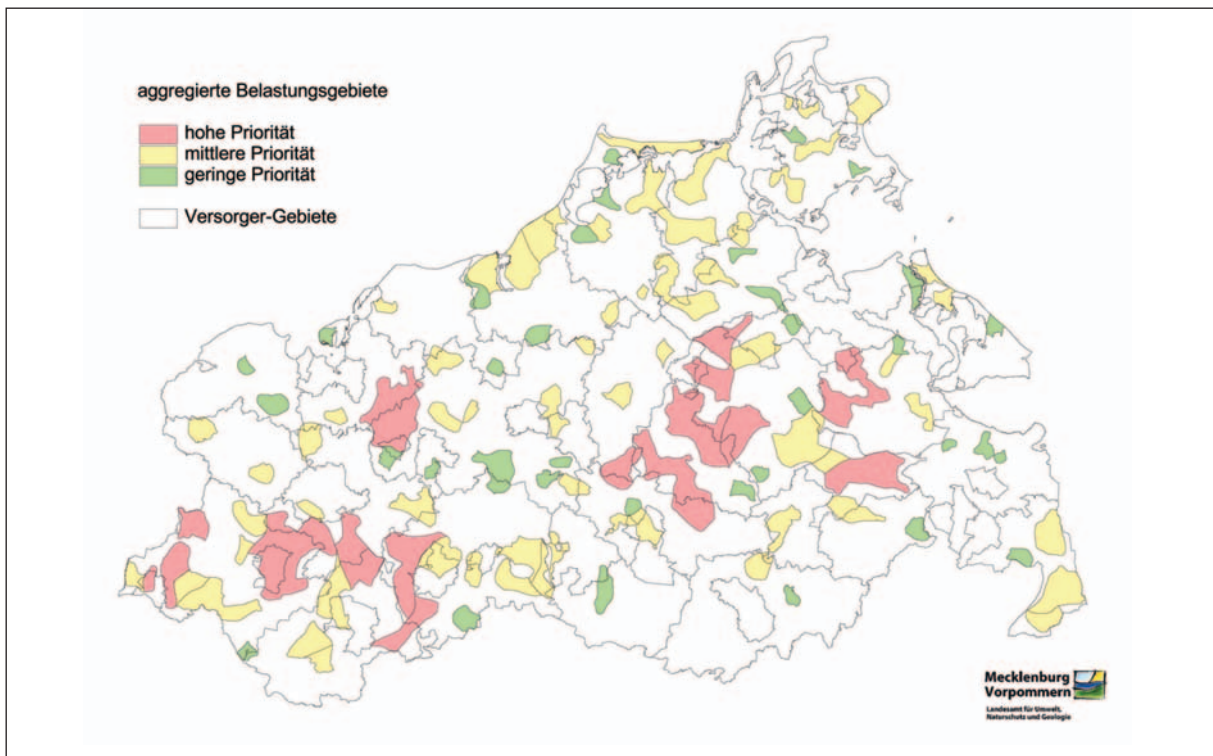 aggregierte Belastungsgebiete
hohe Priorität
mittlere Priorität
geringe Priorität
Versorger-Gebiete
Mecklenburg
Vorpommern
Landesamt für Umwelt,
Naturschutz und Geologie